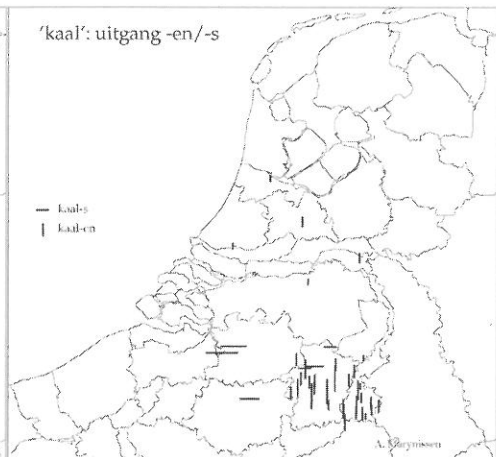 'kaal': uitgang -en/-s
kaal-s
kaal-en
A. Marynissen